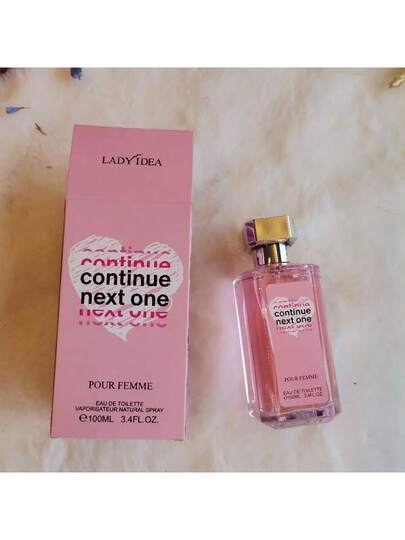 LADY IDEA
continue
continue
continue
next one
next one
POUR FEMME
EAU DE TOILETTE
VAPORISATEUR NATURAL SPRAY
℮100ML 3.4FL.OZ.
continue
continue
next one
next one
POUR FEMME
EAU DE TOILETTE
℮100ML 3.4FL.OZ.